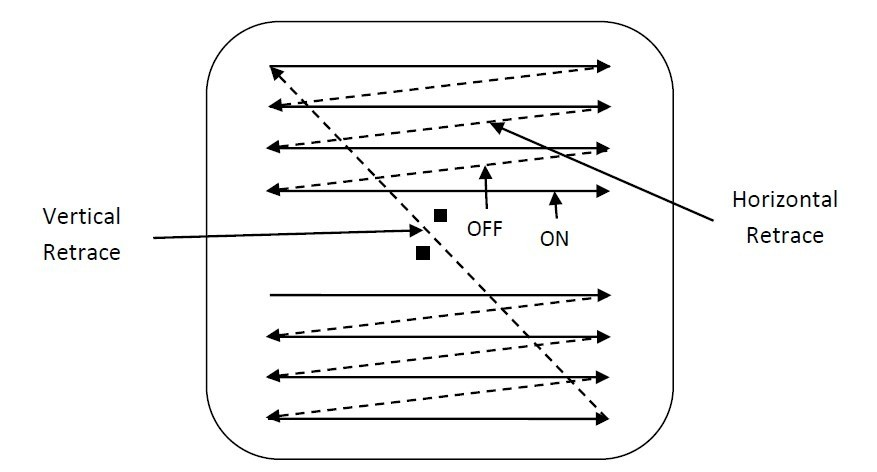 Vertical
Retrace
OFF
ON
Horizontal
Retrace